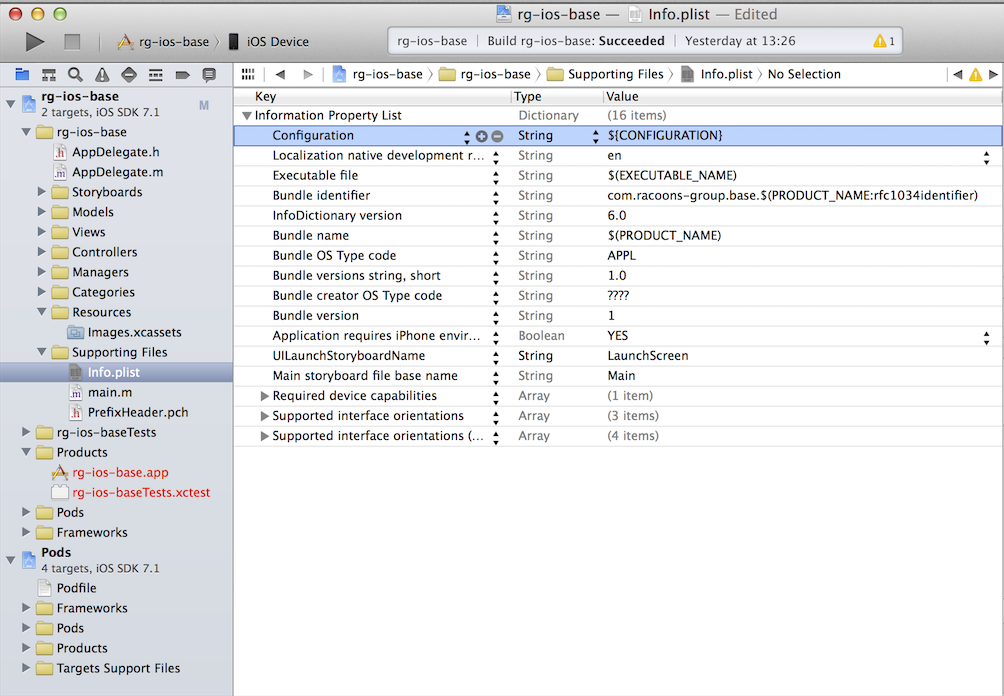 rg-ios-base — Info.plist — Edited
rg-ios-base iOS Device
rg-ios-base Build rg-ios-base: Succeeded Yesterday at 13:26 1
rg-ios-base rg-ios-base Supporting Files Info.plist No Selection
rg-ios-base
2 targets, iOS SDK 7.1
M
rg-ios-base
AppDelegate.h
AppDelegate.m
Storyboards
Models
Views
Controllers
Managers
Categories
Resources
Images.xcassets
Supporting Files
Info.plist
main.m
PrefixHeader.pch
rg-ios-baseTests
Products
rg-ios-base.app
rg-ios-baseTests.xctest
Pods
Frameworks
Pods
4 targets, iOS SDK 7.1
Podfile
Frameworks
Pods
Products
Targets Support Files
Key Type Value
Information Property List Dictionary (16 items)
Configuration String ${CONFIGURATION}
Localization native development r... String en
Executable file String $(EXECUTABLE_NAME)
Bundle identifier String com.racoons-group.base.$(PRODUCT_NAME:rfc1034identifier)
InfoDictionary version String 6.0
Bundle name String $(PRODUCT_NAME)
Bundle OS Type code String APPL
Bundle versions string, short String 1.0
Bundle creator OS Type code String ????
Bundle version String 1
Application requires iPhone envir... Boolean YES
UILaunchStoryboardName String LaunchScreen
Main storyboard file base name String Main
Required device capabilities Array (1 item)
Supported interface orientations Array (3 items)
Supported interface orientations (... Array (4 items)